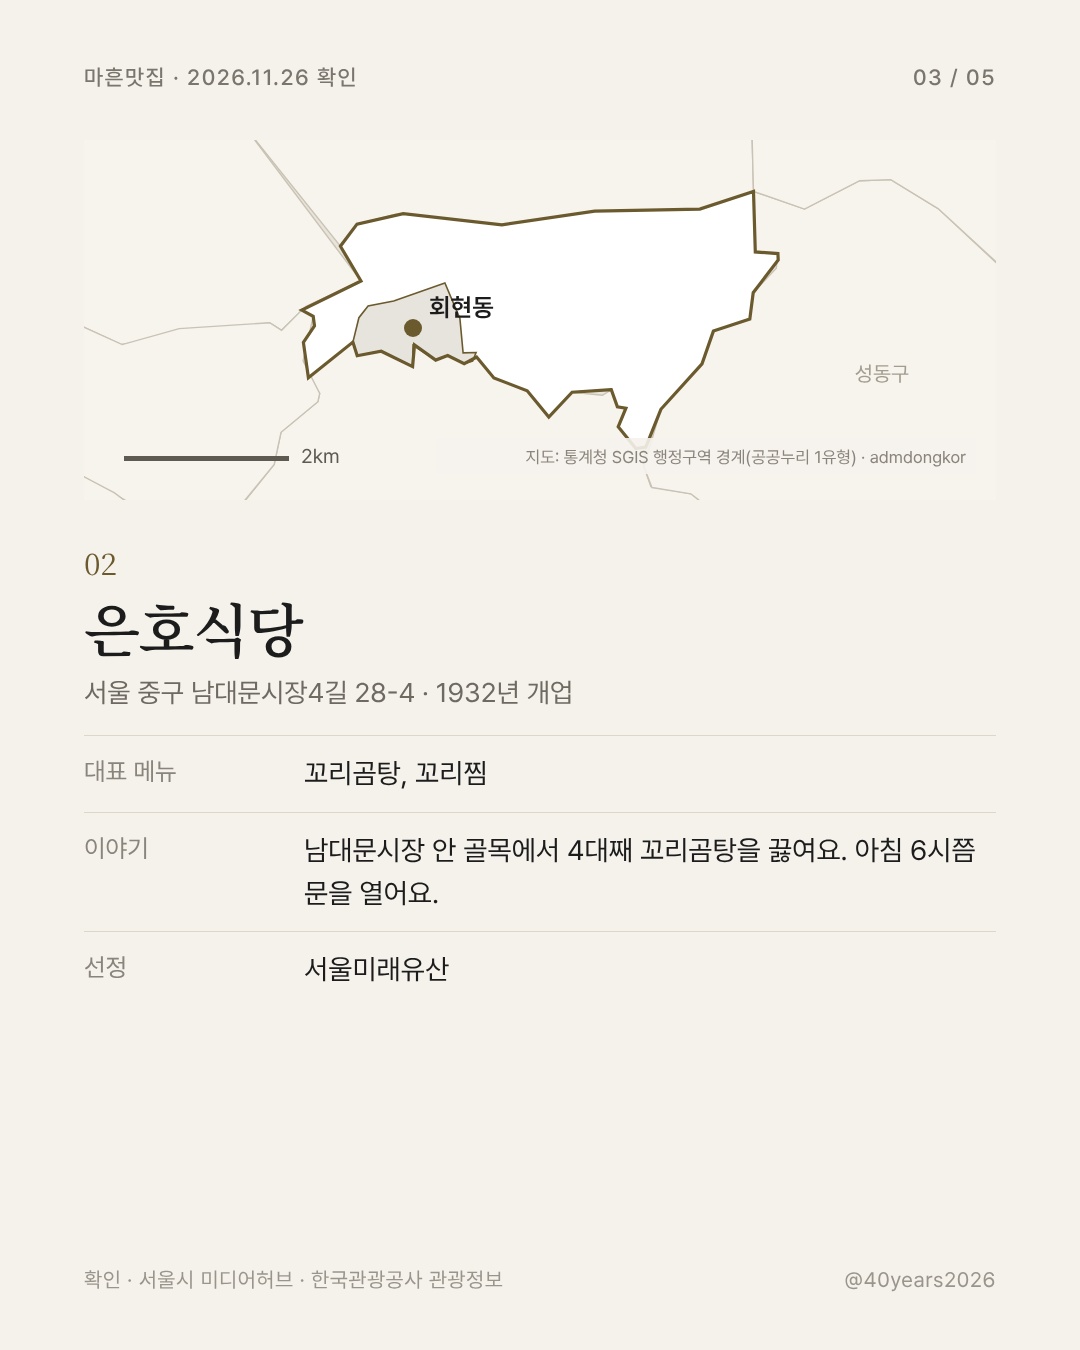 마흔맛집 · 2026.11.26 확인
03 / 05
회현동
성동구
2km
지도: 통계청 SGIS 행정구역 경계(공공누리 1유형) · admdongkor
02
은호식당
서울 중구 남대문시장4길 28-4 · 1932년 개업
대표 메뉴
꼬리곰탕, 꼬리찜
이야기
남대문시장 안 골목에서 4대째 꼬리곰탕을 끓여요. 아침 6시쯤
문을 열어요.
선정
서울미래유산
확인 · 서울시 미디어허브 · 한국관광공사 관광정보
@40years2026